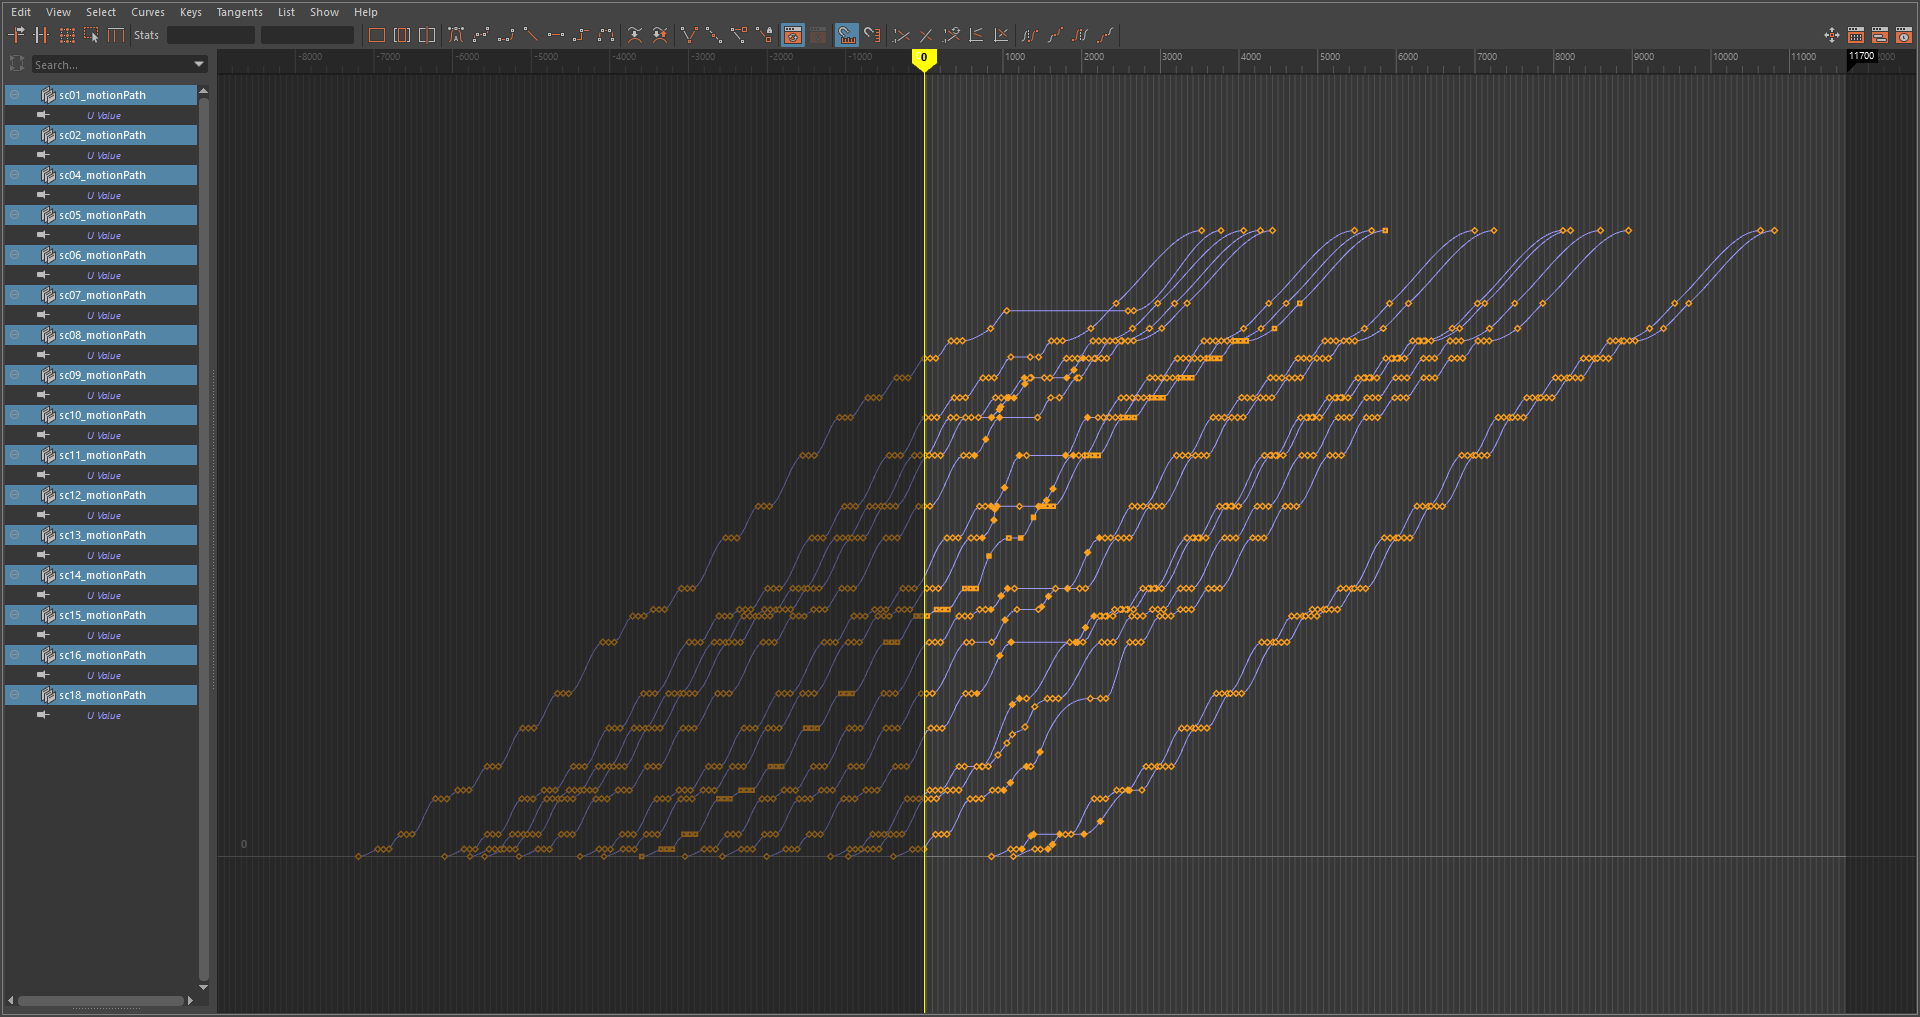 Edit View Select Curves Keys Tangents List Show Help
Stats
Search...
-8000 -7000 -6000 -5000 -4000 -3000 -2000 -1000 0 1000 2000 3000 4000 5000 6000 7000 8000 9000 10000 11000 11700
sc01_motionPath
U Value
sc02_motionPath
U Value
sc04_motionPath
U Value
sc05_motionPath
U Value
sc06_motionPath
U Value
sc07_motionPath
U Value
sc08_motionPath
U Value
sc09_motionPath
U Value
sc10_motionPath
U Value
sc11_motionPath
U Value
sc12_motionPath
U Value
sc13_motionPath
U Value
sc14_motionPath
U Value
sc15_motionPath
U Value
sc16_motionPath
U Value
sc18_motionPath
U Value
0